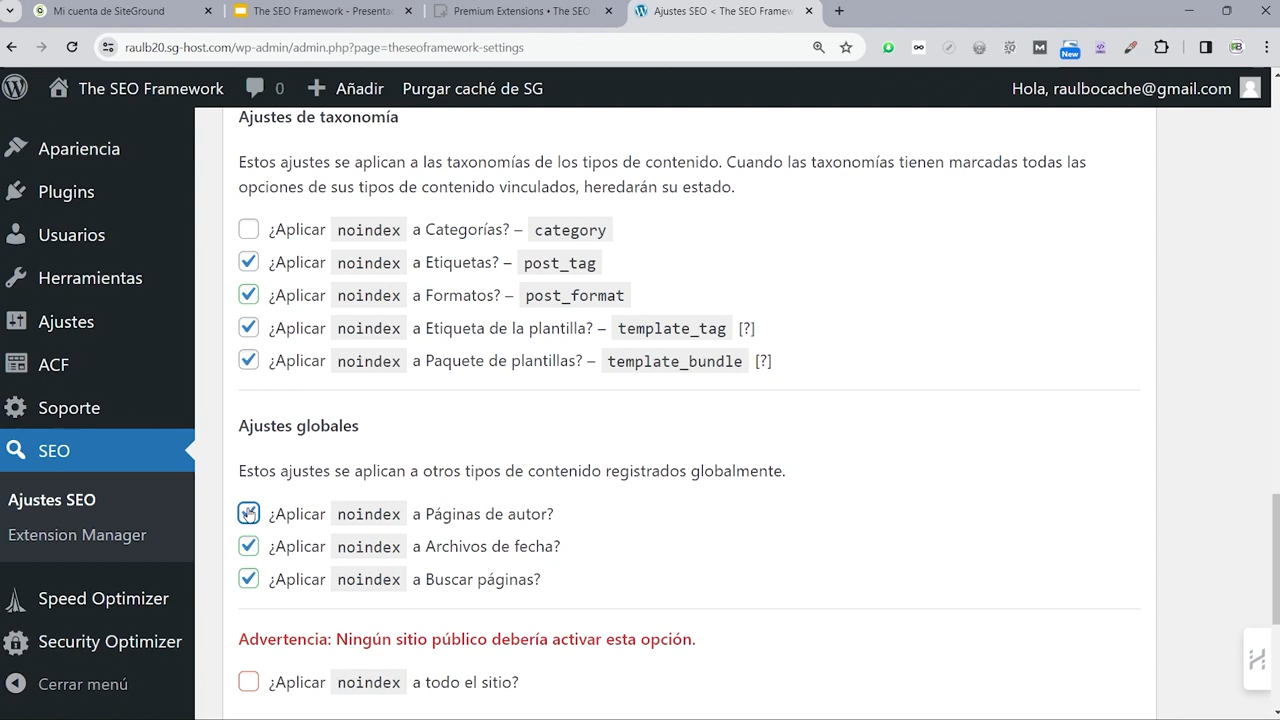 Mi cuenta de SiteGround
The SEO Framework - Presenta
Premium Extensions • The SEO
Ajustes SEO < The SEO Framew
raulb20.sg-host.com/wp-admin/admin.php?page=theseoframework-settings
New
The SEO Framework
0
Añadir
Purgar caché de SG
Hola, raulbocache@gmail.com
Apariencia
Plugins
Usuarios
Herramientas
Ajustes
ACF
Soporte
SEO
Ajustes SEO
Extension Manager
Speed Optimizer
Security Optimizer
Cerrar menú
Ajustes de taxonomía
Estos ajustes se aplican a las taxonomías de los tipos de contenido. Cuando las taxonomías tienen marcadas todas las
opciones de sus tipos de contenido vinculados, heredarán su estado.
¿Aplicar noindex a Categorías? – category
¿Aplicar noindex a Etiquetas? – post_tag
¿Aplicar noindex a Formatos? – post_format
¿Aplicar noindex a Etiqueta de la plantilla? – template_tag [?]
¿Aplicar noindex a Paquete de plantillas? – template_bundle [?]
Ajustes globales
Estos ajustes se aplican a otros tipos de contenido registrados globalmente.
¿Aplicar noindex a Páginas de autor?
¿Aplicar noindex a Archivos de fecha?
¿Aplicar noindex a Buscar páginas?
Advertencia: Ningún sitio público debería activar esta opción.
¿Aplicar noindex a todo el sitio?